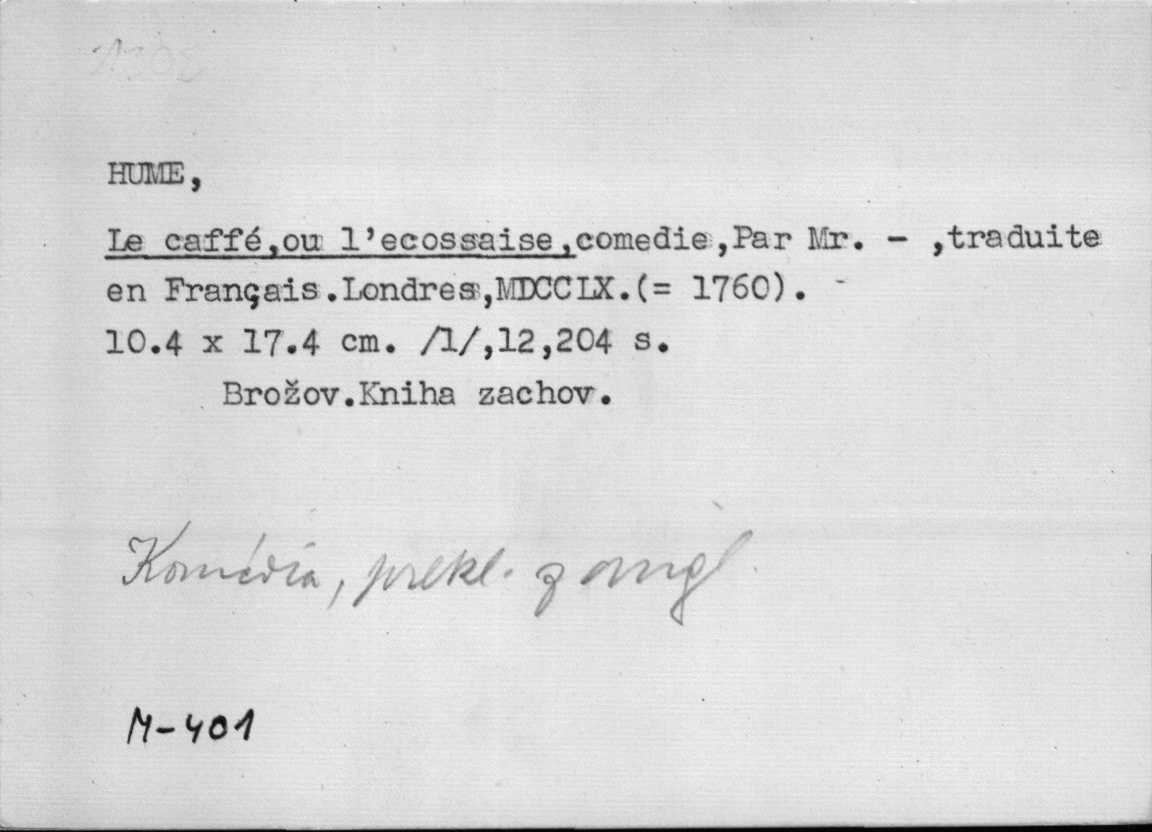 1308
HUME,
Le caffé,ou l'ecossaise,comedie,Par Mr. - ,traduite
en Français.Londres,MDCCLX.(= 1760).
10.4 x 17.4 cm. /1/,12,204 s.
Brožov.Kniha zachov.
Komédia, prekl. z angl.
M-401